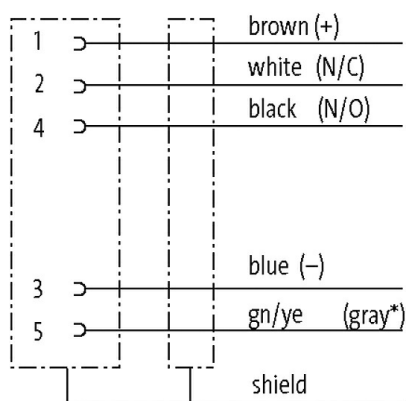 1 brown (+)
2 white (N/C)
4 black (N/O)
3 blue (–)
5 gn/ye (gray*)
shield